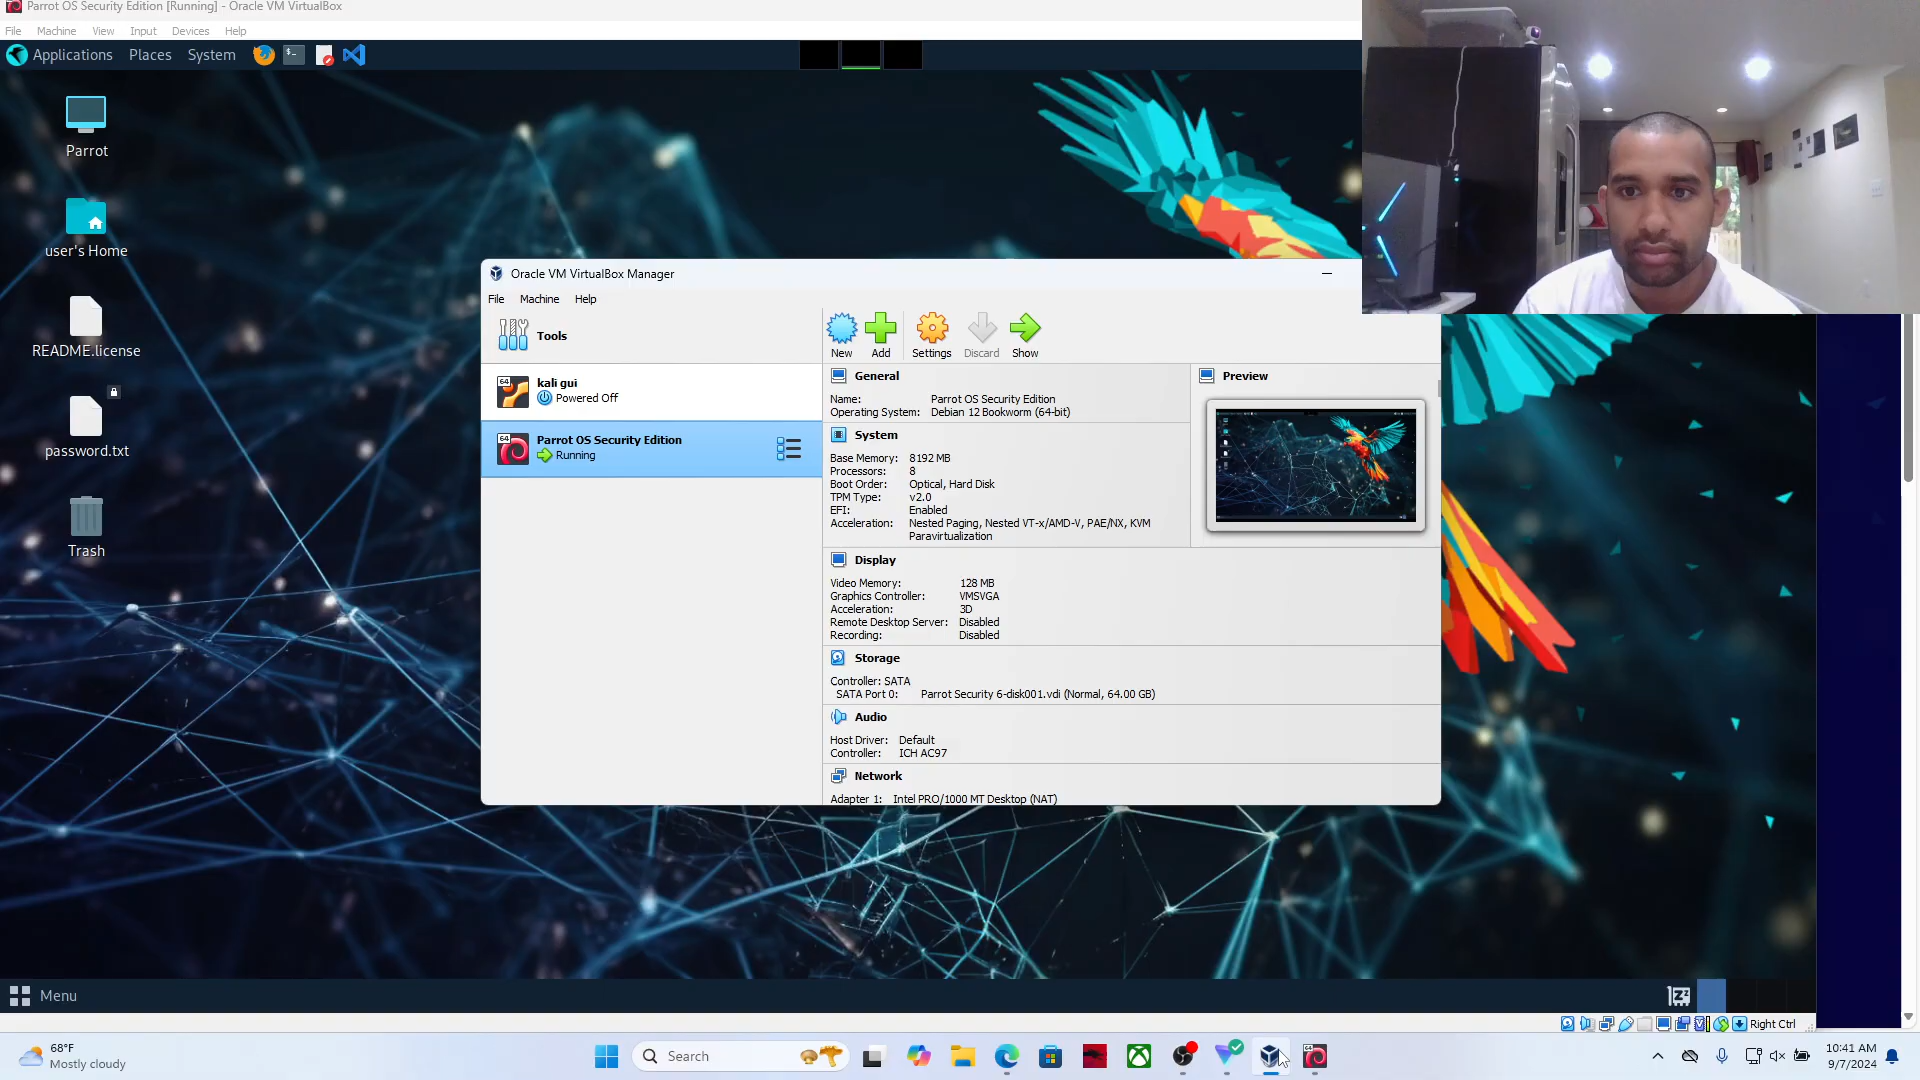 Parrot OS Security Edition [Running] - Oracle VM VirtualBox
File Machine View Input Devices Help
Applications Places System
Parrot
user's Home
README.license
password.txt
Trash
Oracle VM VirtualBox Manager
File Machine Help
Tools
New Add Settings Discard Show
64
kali gui
Powered Off
64
Parrot OS Security Edition
Running
General
Name: Parrot OS Security Edition
Operating System: Debian 12 Bookworm (64-bit)
Preview
System
Base Memory: 8192 MB
Processors: 8
Boot Order: Optical, Hard Disk
TPM Type: v2.0
EFI: Enabled
Acceleration: Nested Paging, Nested VT-x/AMD-V, PAE/NX, KVM
Paravirtualization
Display
Video Memory: 128 MB
Graphics Controller: VMSVGA
Acceleration: 3D
Remote Desktop Server: Disabled
Recording: Disabled
Storage
Controller: SATA
SATA Port 0: Parrot Security 6-disk001.vdi (Normal, 64.00 GB)
Audio
Host Driver: Default
Controller: ICH AC97
Network
Adapter 1: Intel PRO/1000 MT Desktop (NAT)
Menu
Right Ctrl
68°F
Mostly cloudy
Search
10:41 AM
9/7/2024